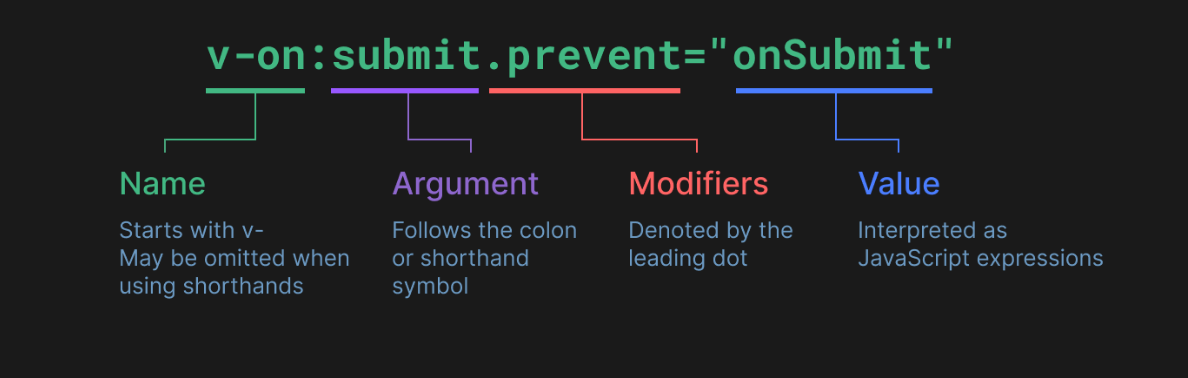 v-on:submit.prevent="onSubmit"
Name
Starts with v-
May be omitted when
using shorthands
Argument
Follows the colon
or shorthand
symbol
Modifiers
Denoted by the
leading dot
Value
Interpreted as
JavaScript expressions